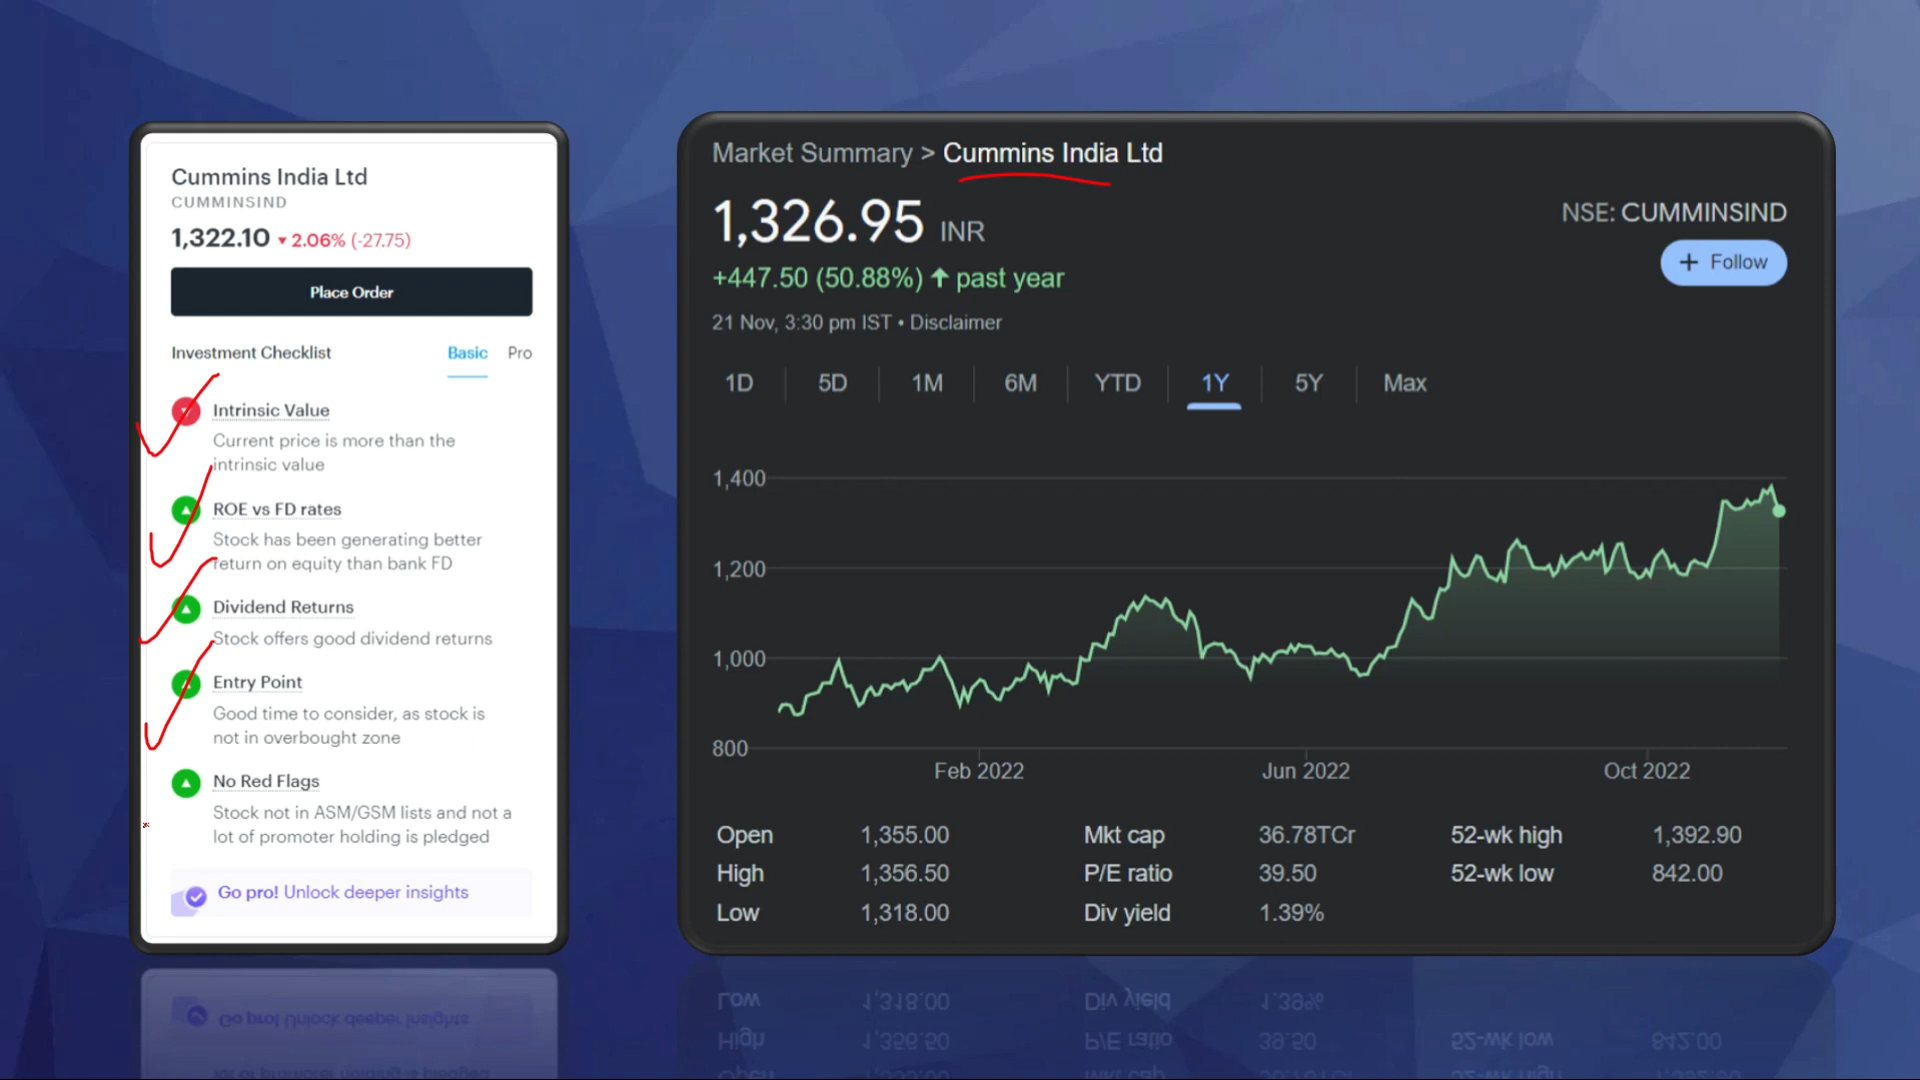 Cummins India Ltd
CUMMINSIND
1,322.10 ▼ 2.06% (-27.75)
Place Order
Investment Checklist Basic Pro
Intrinsic Value
Current price is more than the
intrinsic value
ROE vs FD rates
Stock has been generating better
return on equity than bank FD
Dividend Returns
Stock offers good dividend returns
Entry Point
Good time to consider, as stock is
not in overbought zone
No Red Flags
Stock not in ASM/GSM lists and not a
lot of promoter holding is pledged
Go pro! Unlock deeper insights
Market Summary > Cummins India Ltd
1,326.95 INR
NSE: CUMMINSIND
+ Follow
+447.50 (50.88%) ↑ past year
21 Nov, 3:30 pm IST • Disclaimer
1D 5D 1M 6M YTD 1Y 5Y Max
1,400
1,200
1,000
800
Feb 2022 Jun 2022 Oct 2022
Open 1,355.00 Mkt cap 36.78TCr 52-wk high 1,392.90
High 1,356.50 P/E ratio 39.50 52-wk low 842.00
Low 1,318.00 Div yield 1.39%